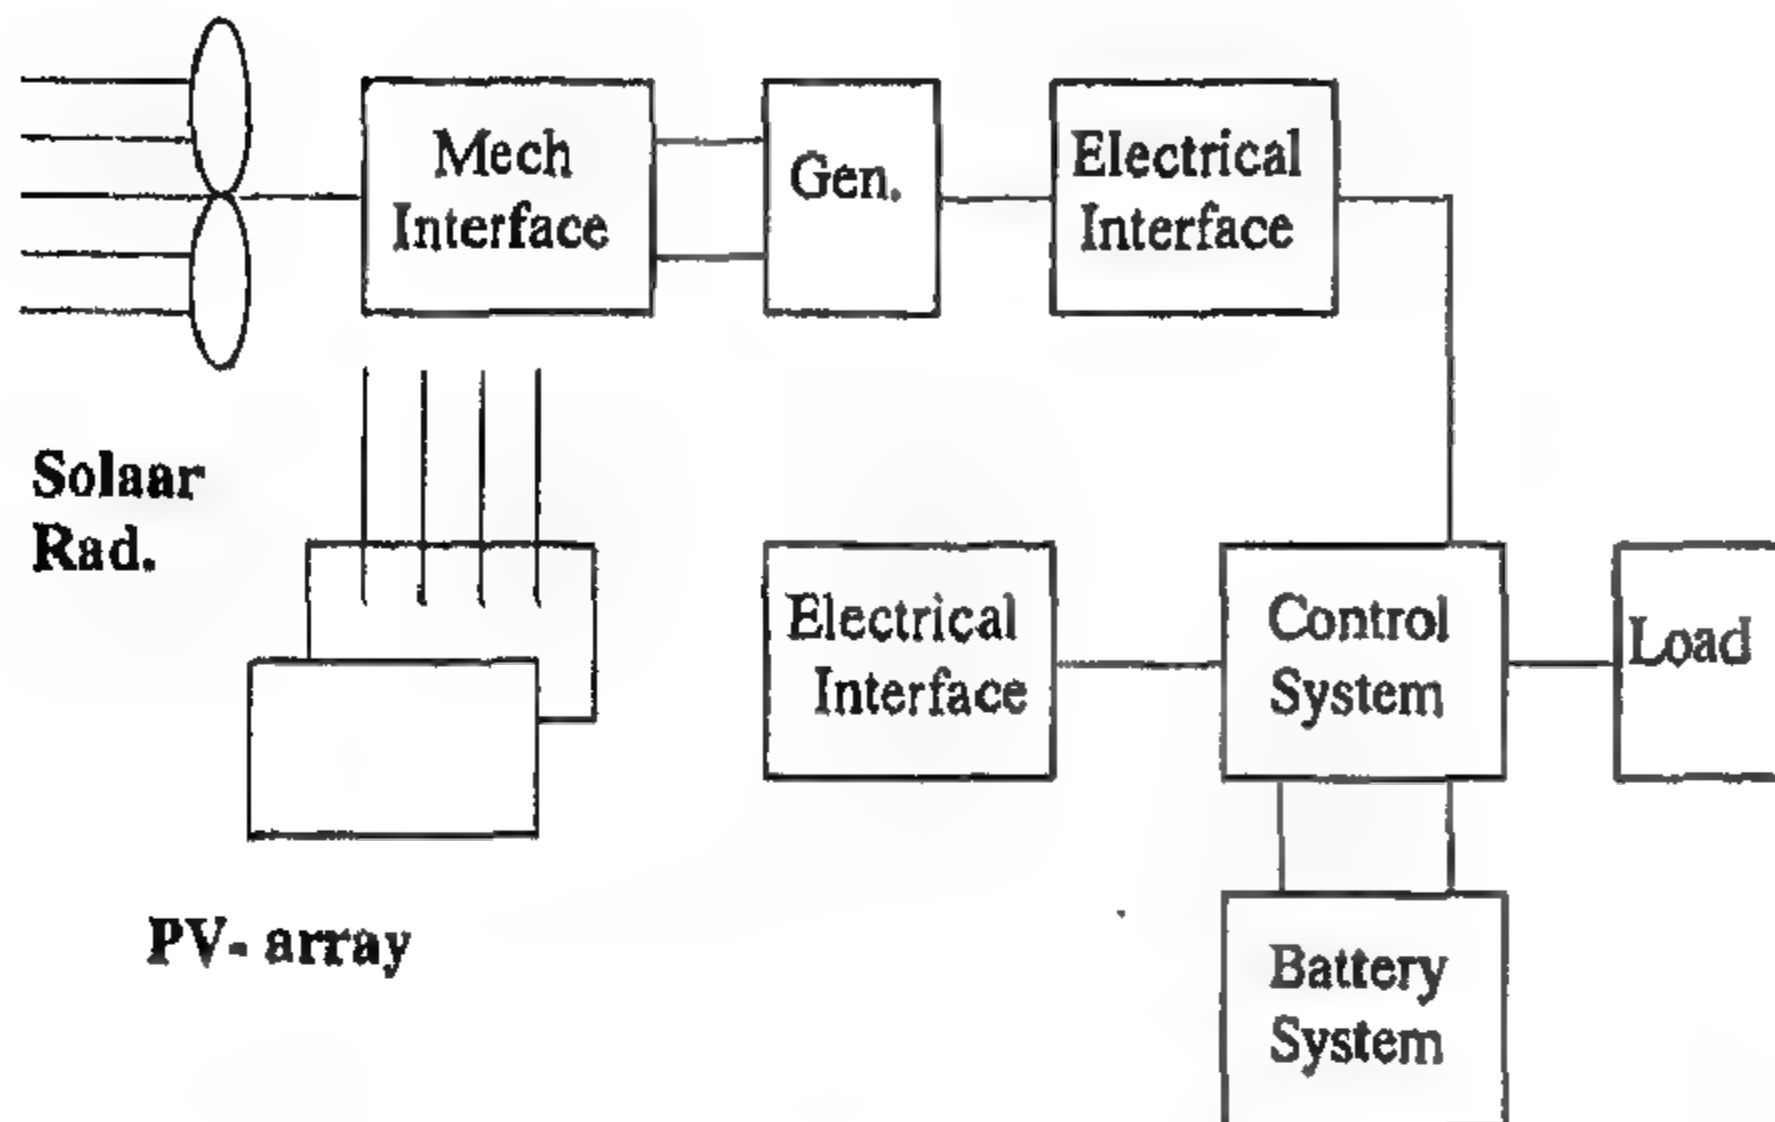 Mech
Interface
Gen.
Electrical
Interface
Solaar
Rad.
Electrical
Interface
Control
System
Load
PV- array
Battery
System